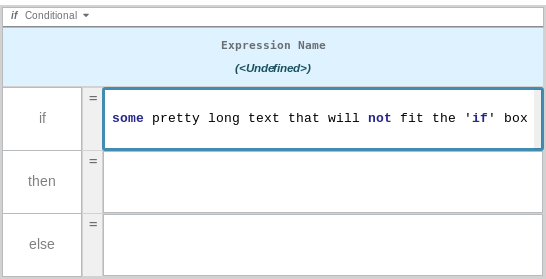 if Conditional
Expression Name
(<Undefined>)
if = some pretty long text that will not fit the 'if' box
then =
else =